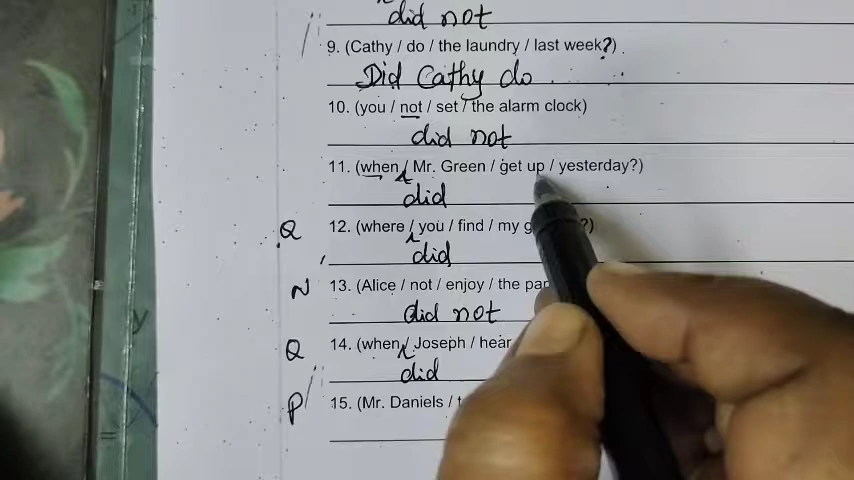 did not
9. (Cathy / do / the laundry / last week?)
Did Cathy do
10. (you / not / set / the alarm clock)
did not
11. (when / Mr. Green / get up / yesterday?)
did
Q 12. (where / you / find / my g ?)
did
N 13. (Alice / not / enjoy / the par
did not
Q 14. (when / Joseph / hear
did
P 15. (Mr. Daniels / t